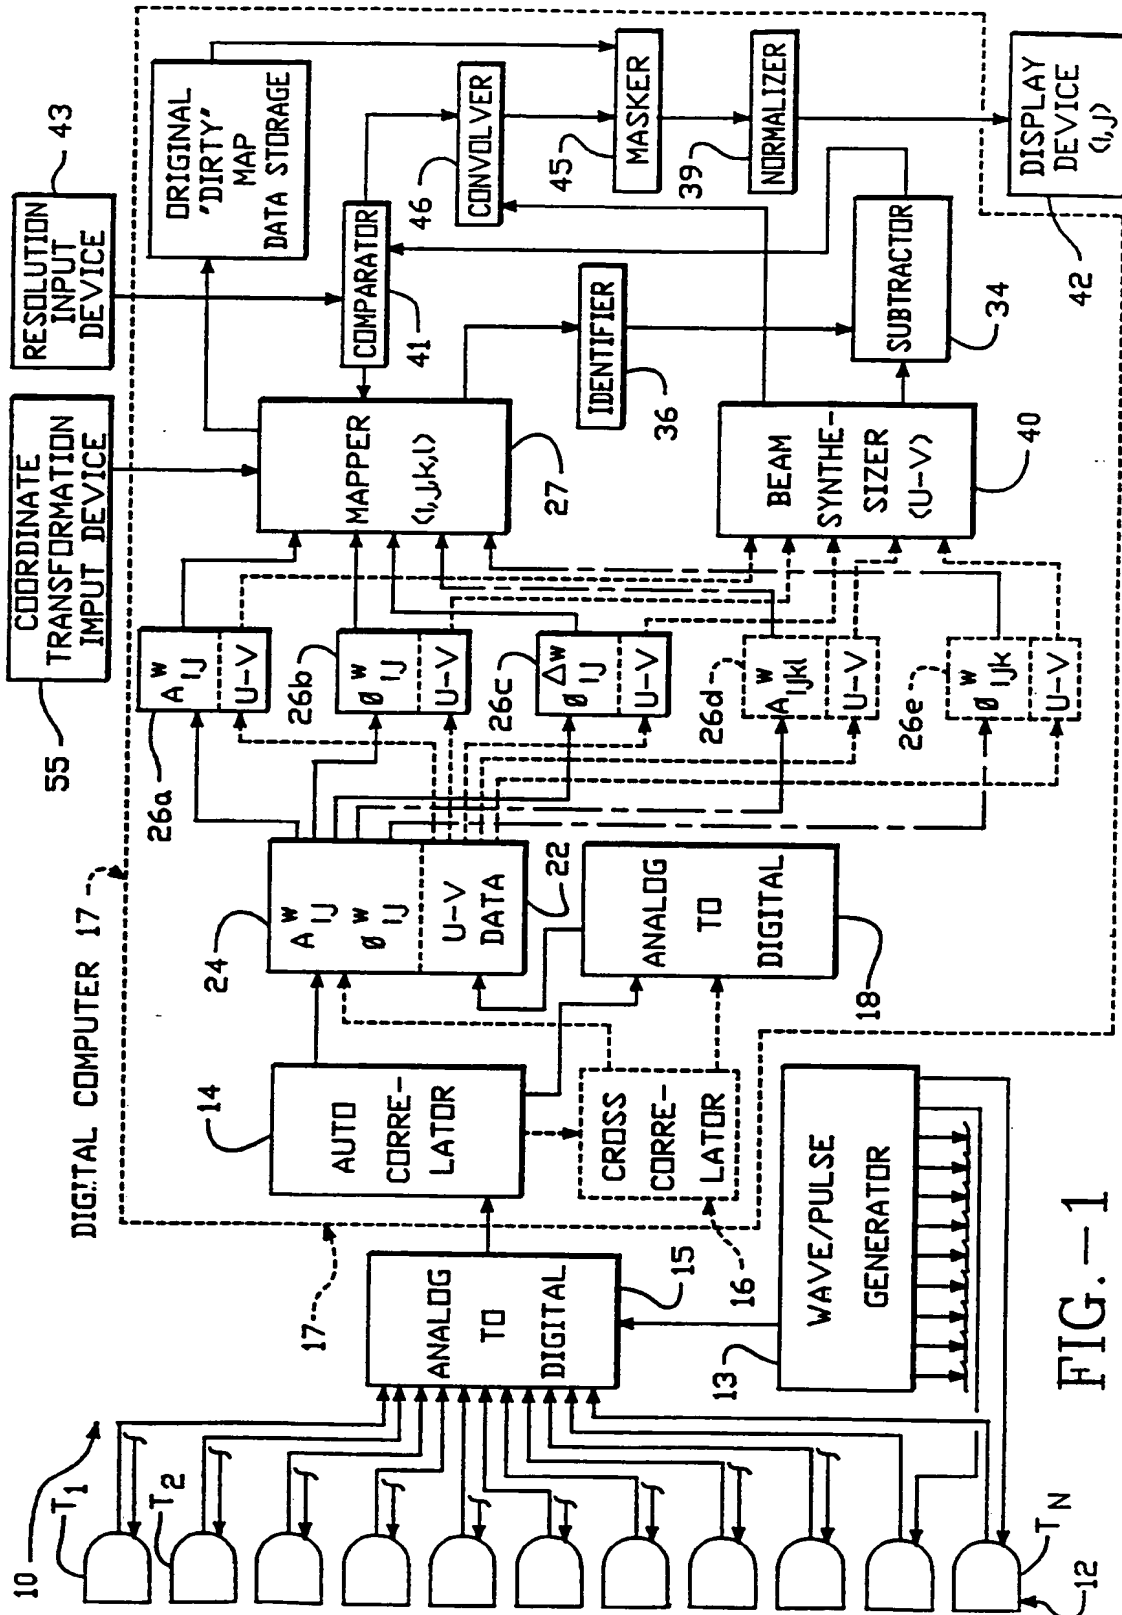 FIG.-1
10
T1
T2
TN
12
ANALOG
TO
DIGITAL
15
WAVE/PULSE
GENERATOR
13
DIGITAL COMPUTER 17
17
AUTO
CORRE-
LATOR
14
CROSS
CORRE-
LATOR
16
ANALOG
TO
DIGITAL
18
24
A w IJ
ø w IJ
U-V
DATA
22
26a
A w IJ
U-V
26b
ø w IJ
U-V
26c
ø Δw IJ
U-V
26d
A w ijkl
U-V
26e
ø w ijk
U-V
COORDINATE
TRANSFORMATION
IMPUT DEVICE
55
RESOLUTION
INPUT
DEVICE
43
MAPPER
(i,j,k,l)
27
BEAM
SYNTHE-
SIZER
(U-V)
40
ORIGINAL
'DIRTY'
MAP
DATA STORAGE
COMPARATOR
41
IDENTIFIER
36
SUBTRACTOR
34
CONVOLVER
46
MASKER
45
NORMALIZER
39
DISPLAY
DEVICE
(I,J)
42